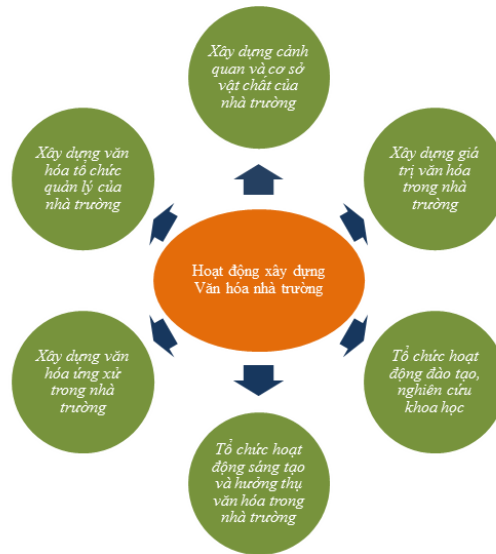 Xây dựng cảnh
quan và cơ sở
vật chất của
nhà trường
Xây dựng giá
trị văn hóa
trong nhà
trường
Tổ chức hoạt
động đào tạo,
nghiên cứu
khoa học
Tổ chức hoạt
động sáng tạo
và hưởng thụ
văn hóa trong
nhà trường
Xây dựng văn
hóa ứng xử
trong nhà
trường
Xây dựng văn
hóa tổ chức
quản lý của
nhà trường
Hoạt động xây dựng
Văn hóa nhà trường